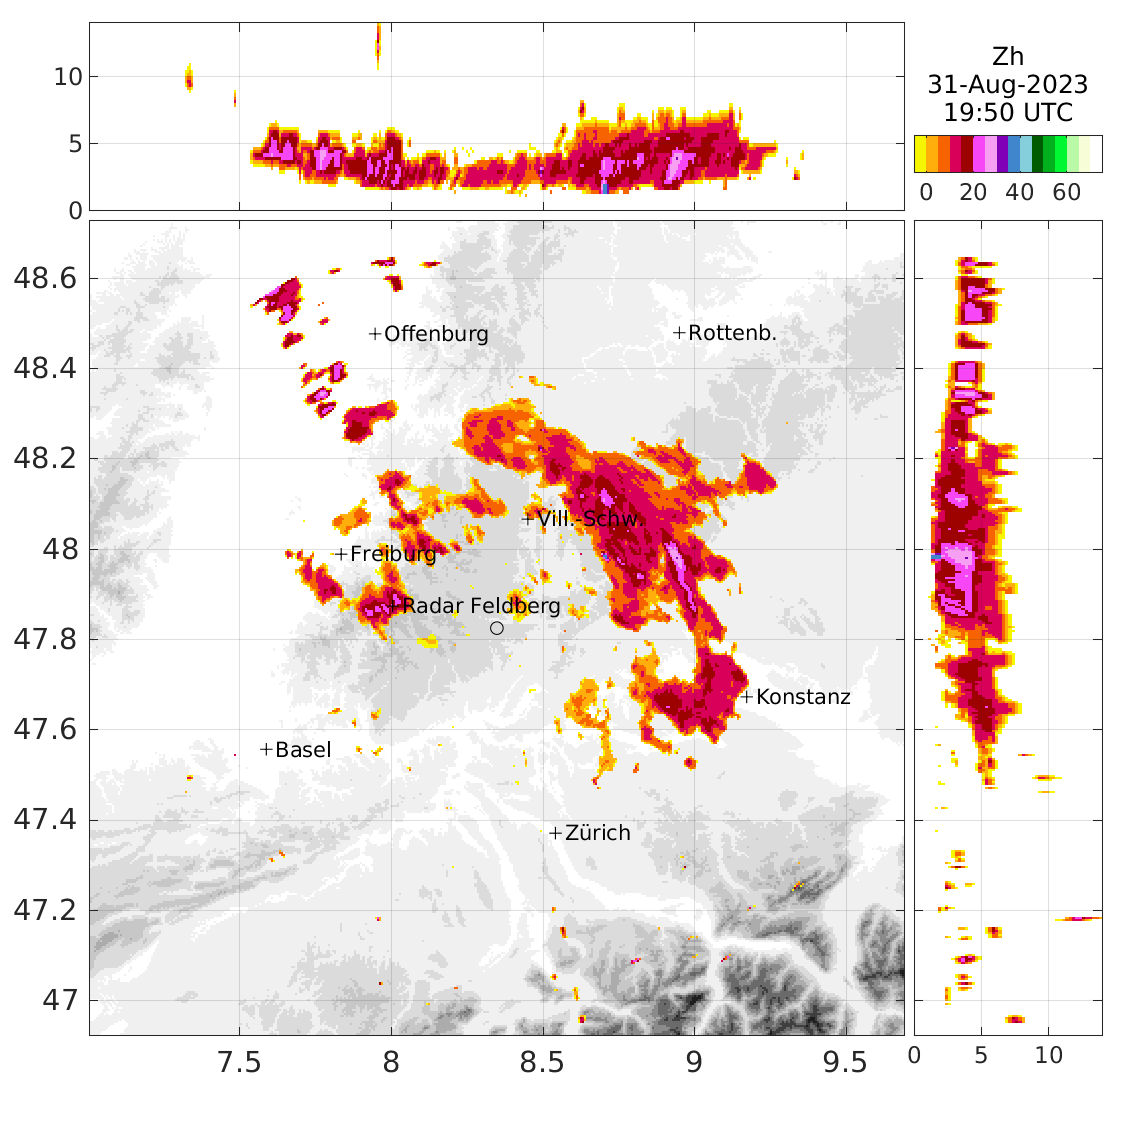 Zh
31-Aug-2023
19:50 UTC
0 20 40 60
10
5
0
48.6
48.4
48.2
48
47.8
47.6
47.4
47.2
47
+Offenburg
+Rottenb.
+Vill.-Schw.
+Freiburg
+Radar Feldberg
+Konstanz
+Basel
+Zürich
7.5 8 8.5 9 9.5
0 5 10